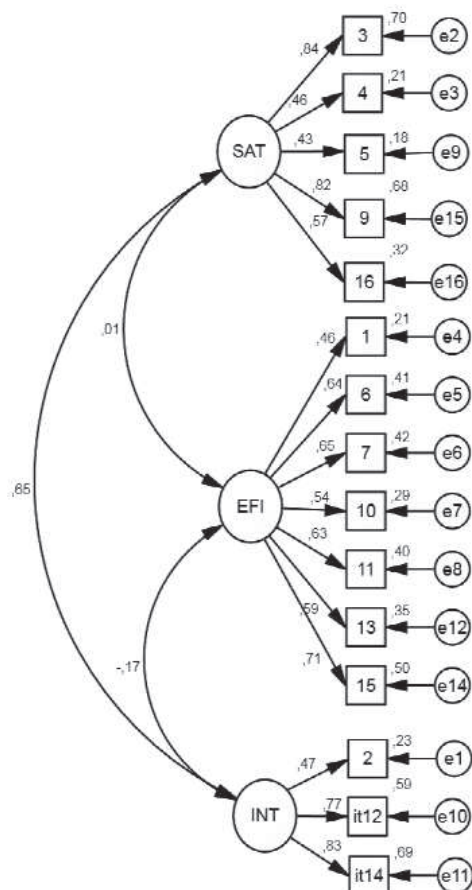 ,70
3
e2
,84
,21
4
e3
,46
SAT
,18
5
e9
,43
,68
9
e15
,82
,57
,32
16
e16
,01
,21
1
e4
,46
,41
6
e5
,64
,42
7
e6
,65
,65
EFI
,29
10
e7
,54
,40
11
e8
,63
,35
13
e12
,59
,50
15
e14
,71
-,17
,23
2
e1
,47
,59
INT
it12
e10
,77
,69
it14
e11
,83